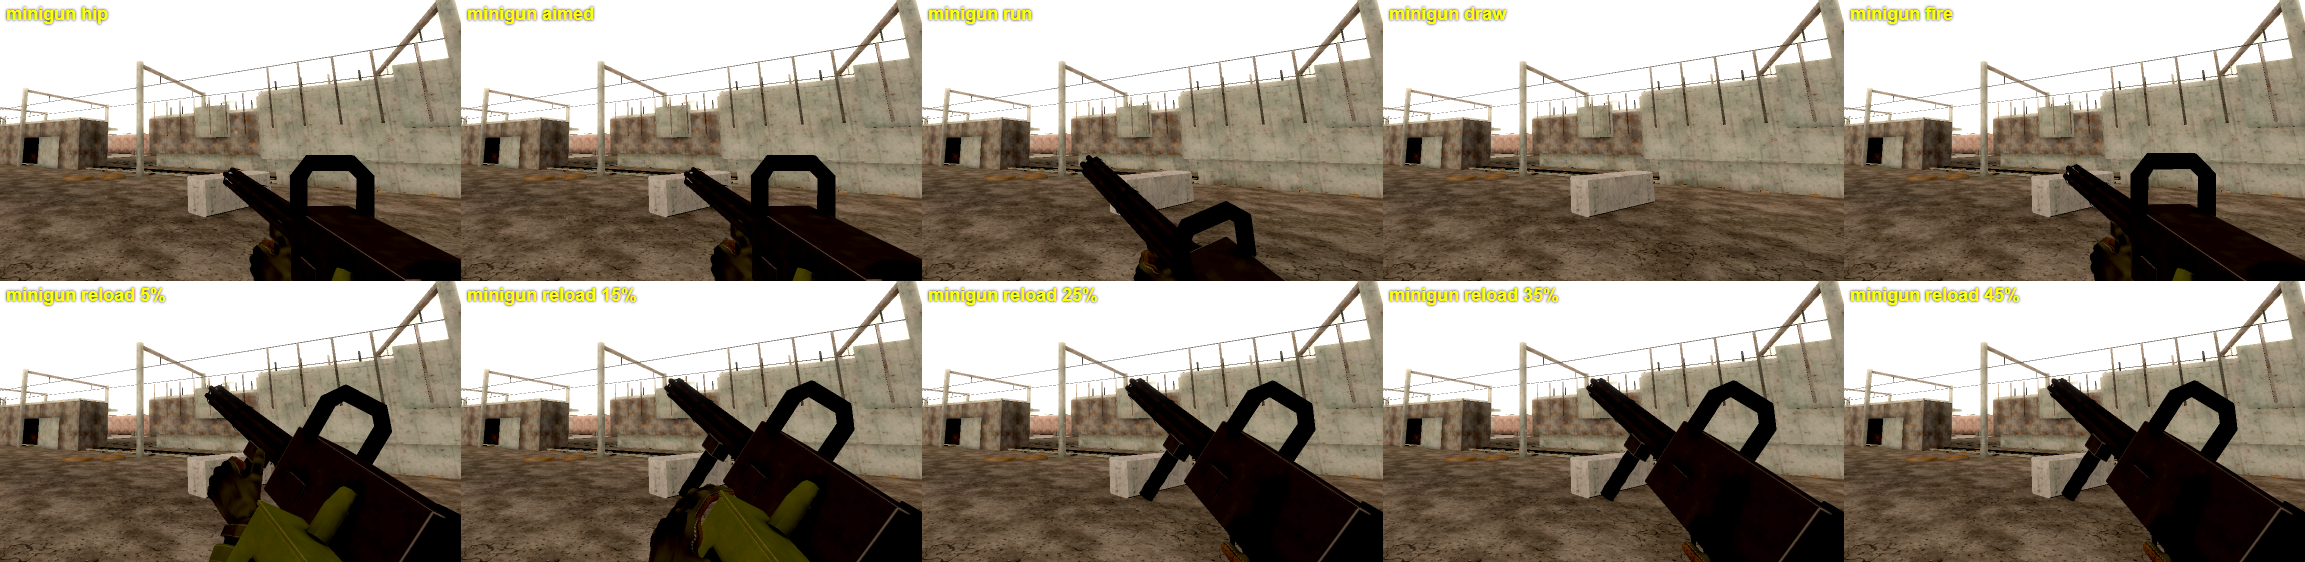 minigun hip
minigun aimed
minigun run
minigun draw
minigun fire
minigun reload 5%
minigun reload 15%
minigun reload 25%
minigun reload 35%
minigun reload 45%